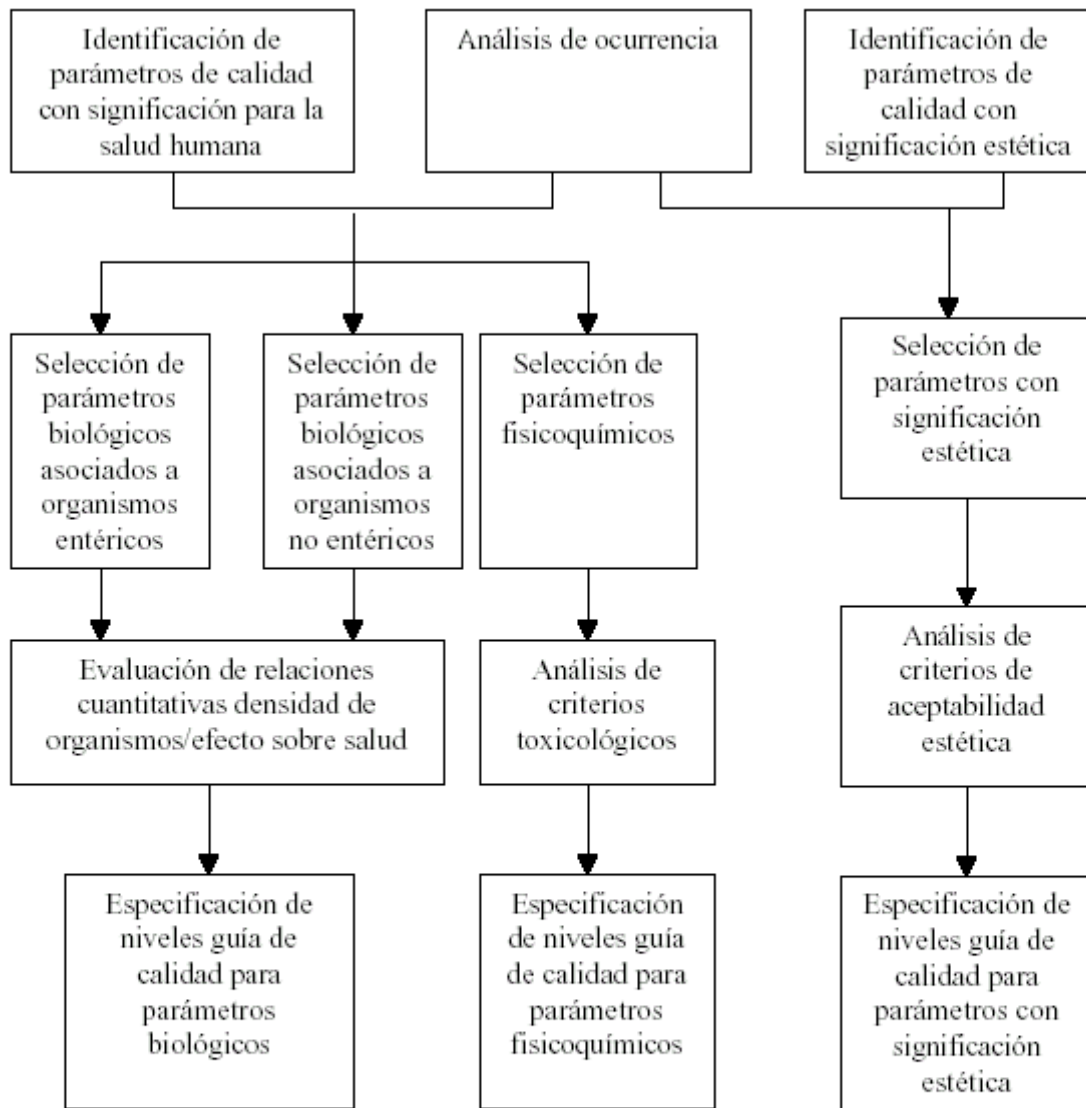 Identificación de
parámetros de calidad
con significación para la
salud humana
Análisis de ocurrencia
Identificación de
parámetros de
calidad con
significación estética
Selección de
parámetros
biológicos
asociados a
organismos
entéricos
Selección de
parámetros
biológicos
asociados a
organismos
no entéricos
Selección de
parámetros
fisicoquímicos
Selección de
parámetros con
significación
estética
Evaluación de relaciones
cuantitativas densidad de
organismos/efecto sobre salud
Análisis de
criterios
toxicológicos
Análisis de
criterios de
aceptabilidad
estética
Especificación de
niveles guía de
calidad para
parámetros
biológicos
Especificación
de niveles guía
de calidad para
parámetros
fisicoquímicos
Especificación de
niveles guía de
calidad para
parámetros con
significación
estética